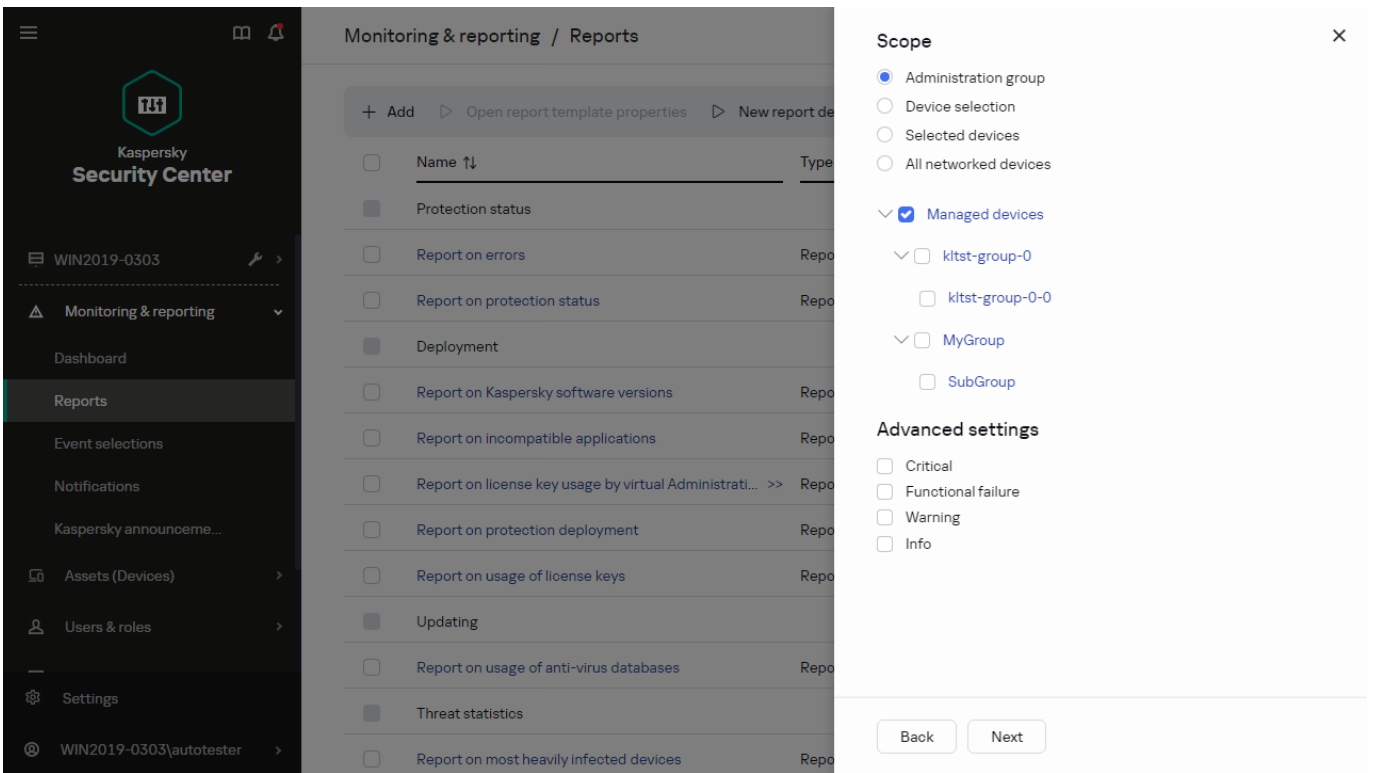 Kaspersky
Security Center
WIN2019-0303
Monitoring & reporting
Dashboard
Reports
Event selections
Notifications
Kaspersky announceme...
Assets (Devices)
Users & roles
Settings
WIN2019-0303\autotester
Monitoring & reporting / Reports
+ Add Open report template properties New report de
Name Type
Protection status
Report on errors Repo
Report on protection status Repo
Deployment
Report on Kaspersky software versions Repo
Report on incompatible applications Repo
Report on license key usage by virtual Administrati... >> Repo
Report on protection deployment Repo
Report on usage of license keys Repo
Updating
Report on usage of anti-virus databases Repo
Threat statistics
Report on most heavily infected devices Repo
Scope
Administration group
Device selection
Selected devices
All networked devices
Managed devices
kltst-group-0
kltst-group-0-0
MyGroup
SubGroup
Advanced settings
Critical
Functional failure
Warning
Info
Back Next